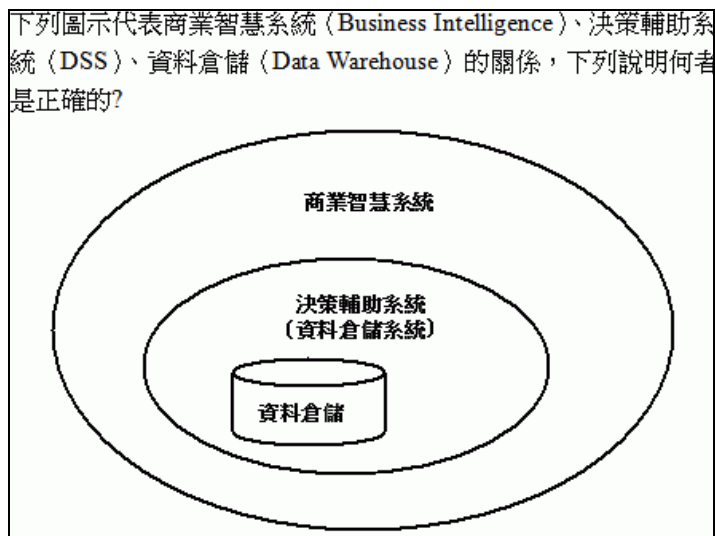 下列圖示代表商業智慧系統（Business Intelligence）、決策輔助系
統（DSS）、資料倉儲（Data Warehouse）的關係，下列說明何者
是正確的?
商業智慧系統
決策輔助系統
（資料倉儲系統）
資料倉儲